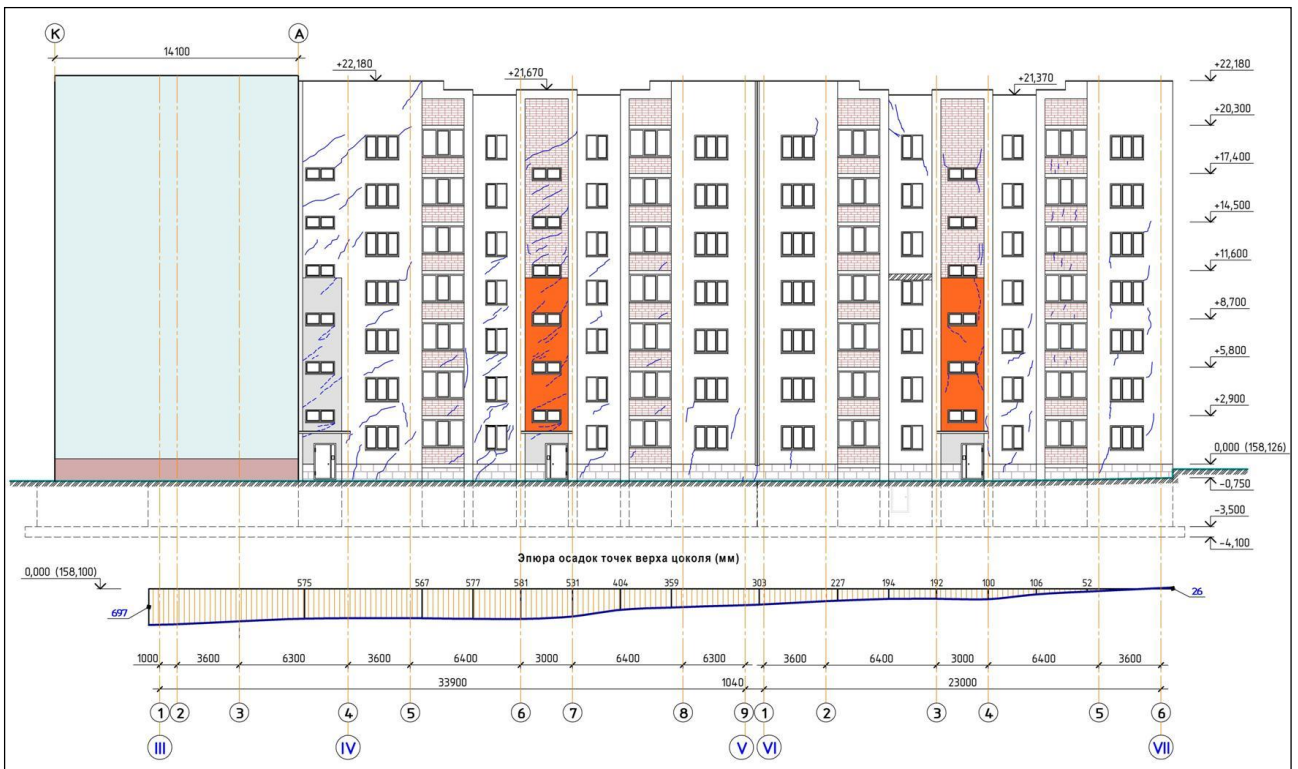 К А
14100
+22,180 +21,670 +21,370 +22,180
+20,300
+17,400
+14,500
+11,600
+8,700
+5,800
+2,900
0,000 (158,126)
-0,750
-3,500
-4,100
Эпюра осадок точек верха цоколя (мм)
0,000 (158,100)
575 567 577 581 531 404 359 303 227 194 192 100 106 52
697 26
1000 3600 6300 3600 6400 3000 6400 6300 3600 6400 3000 6400 3600
33900 1040 23000
1 2 3 4 5 6 7 8 9 1 2 3 4 5 6
III IV V VI VII